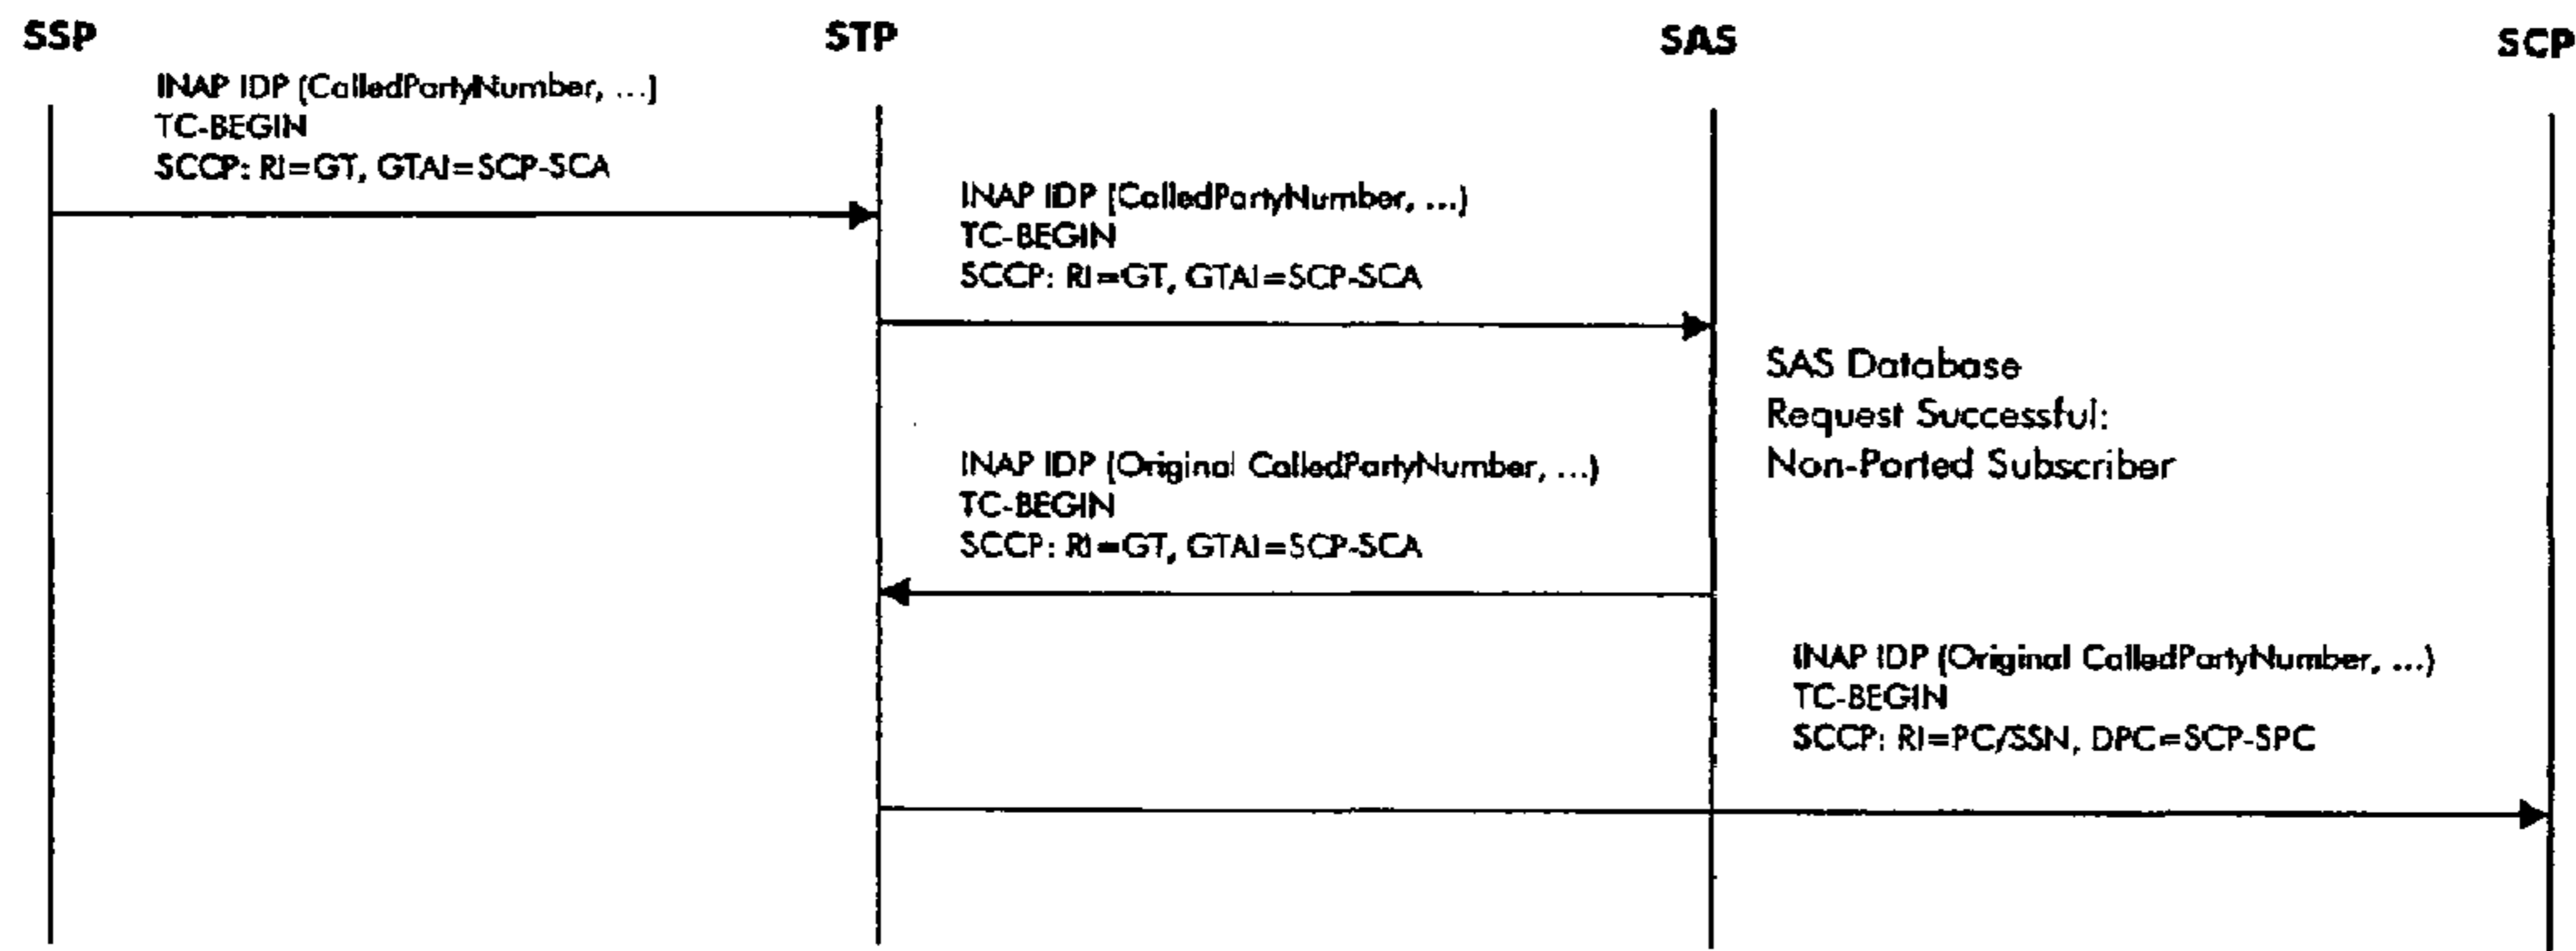 SSP
STP
SAS
SCP
INAP IDP (CalledPartyNumber, ...)
TC-BEGIN
SCCP: RI=GT, GTAI=SCP-SCA
INAP IDP (CalledPartyNumber, ...)
TC-BEGIN
SCCP: RI=GT, GTAI=SCP-SCA
SAS Database
Request Successful:
Non-Ported Subscriber
INAP IDP (Original CalledPartyNumber, ...)
TC-BEGIN
SCCP: RI=GT, GTAI=SCP-SCA
INAP IDP (Original CalledPartyNumber, ...)
TC-BEGIN
SCCP: RI=PC/SSN, DPC=SCP-SPC